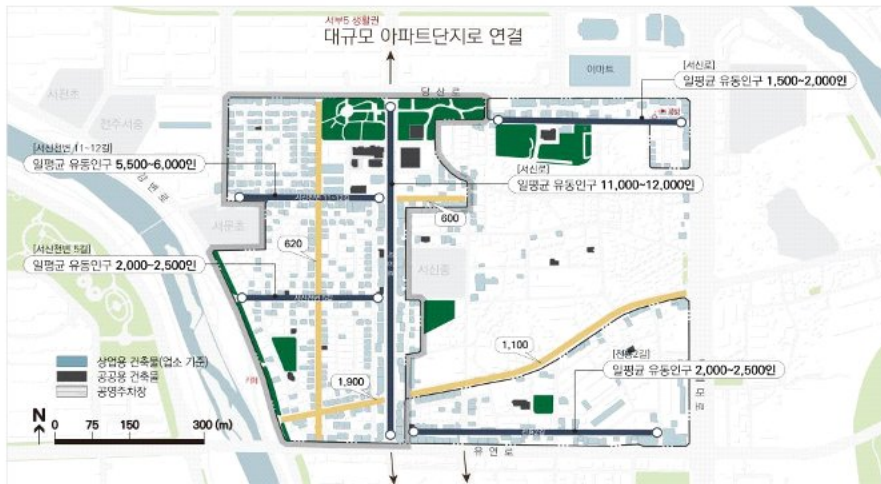 서부5 생활권
대규모 아파트단지로 연결
이마트
[서신로]
일평균 유동인구 1,500~2,000인
서전초
전주서중
[서신천변 11~12길]
일평균 유동인구 5,500~6,000인
[서신로]
일평균 유동인구 11,000~12,000인
600
서문초
620
[서신천변 5길]
일평균 유동인구 2,000~2,500인
서신중
1,100
[전룡2길]
일평균 유동인구 2,000~2,500인
1,900
상업용 건축물(업소 기준)
공공용 건축물
공영주차장
N
0 75 150 300 (m)
유연로